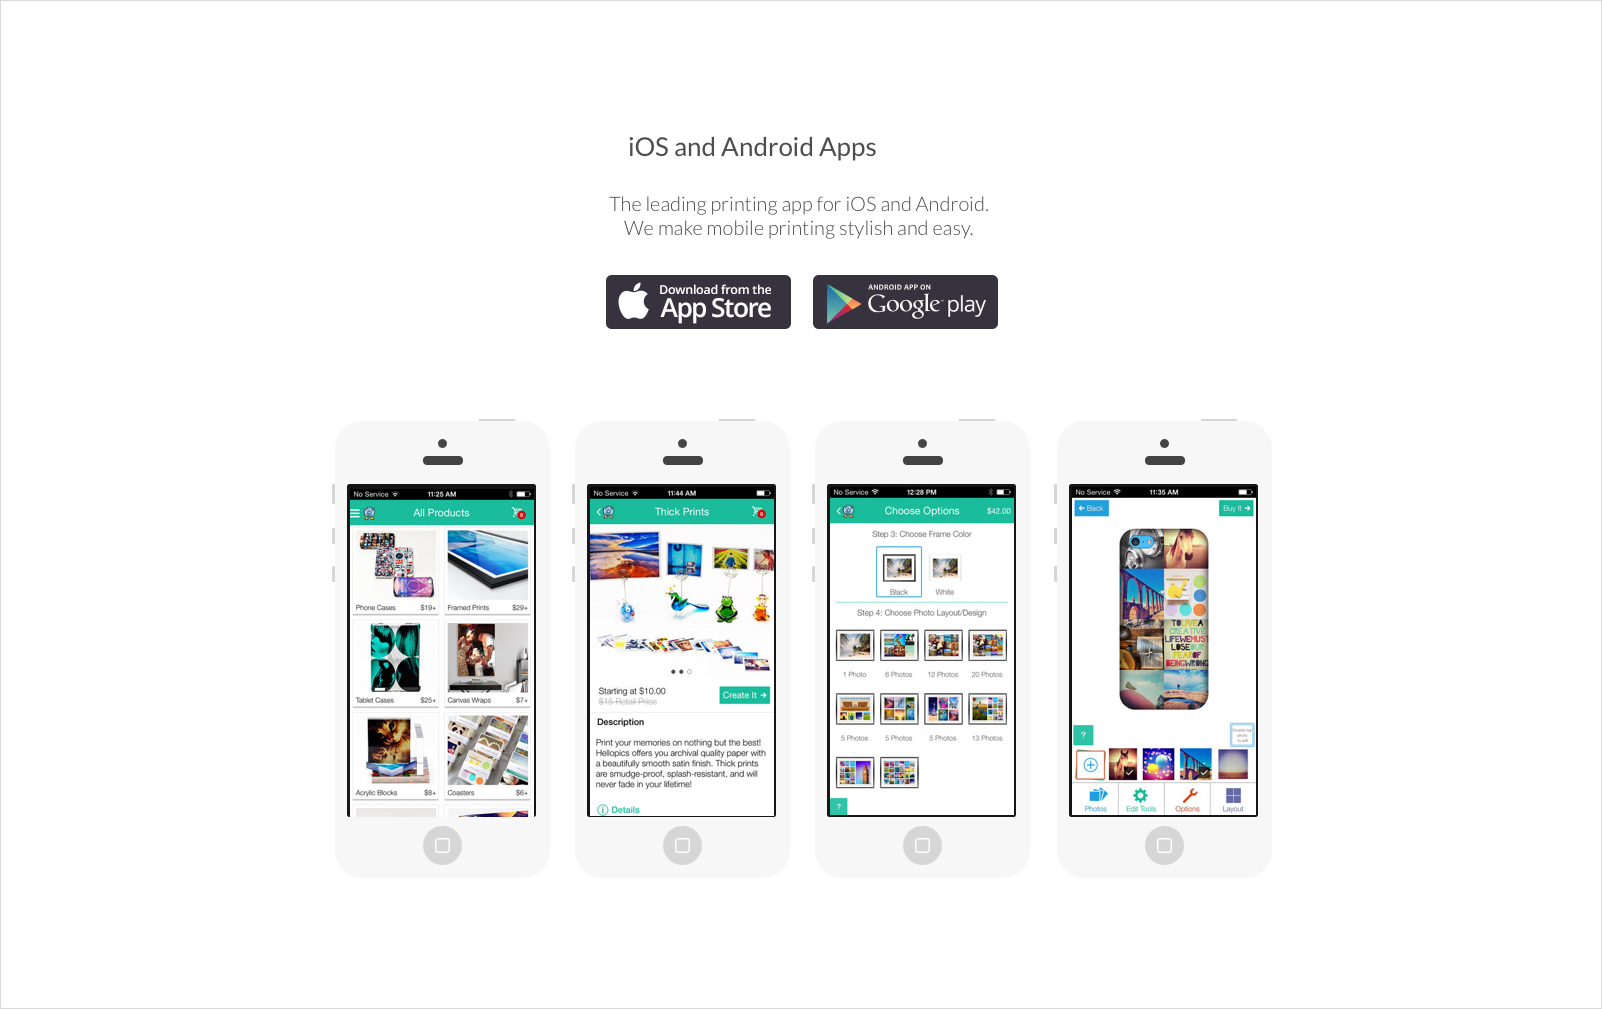 iOS and Android Apps
The leading printing app for iOS and Android.
We make mobile printing stylish and easy.
Download from the
App Store
ANDROID APP ON
Google play
No Service 11:25 AM
All Products 0
Phone Cases $19+
Framed Prints $29+
Tablet Cases $25+
Canvas Wraps $7+
Acrylic Blocks $8+
Coasters $6+
No Service 11:44 AM
Thick Prints 0
Starting at $10.00
$15 Retail Price
Create It
Description
Print your memories on nothing but the best!
Hellopics offers you archival quality paper with
a beautifully smooth satin finish. Thick prints
are smudge-proof, splash-resistant, and will
never fade in your lifetime!
Details
No Service 12:28 PM
Choose Options $42.00
Step 3: Choose Frame Color
Black White
Step 4: Choose Photo Layout/Design
1 Photo 6 Photos 12 Photos 20 Photos
5 Photos 5 Photos 5 Photos 13 Photos
?
No Service 11:35 AM
Back Buy It
TO LIVE A
CREATIVE
LIFE WE MUST
LOSE OUR
FEAR OF
BEING WRONG
?
Double tap
photo
to edit
Photos Edit Tools Options Layout